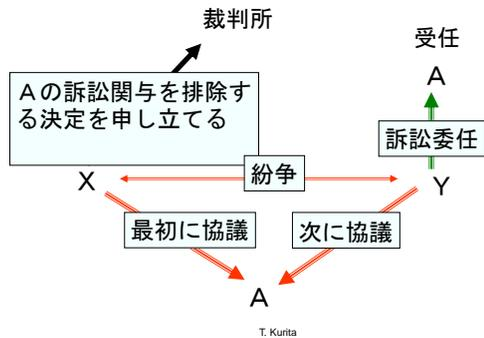 裁判所
受任
A
Aの訴訟関与を排除す
る決定を申し立てる
訴訟委任
紛争
X
Y
最初に協議
次に協議
A
T. Kurita